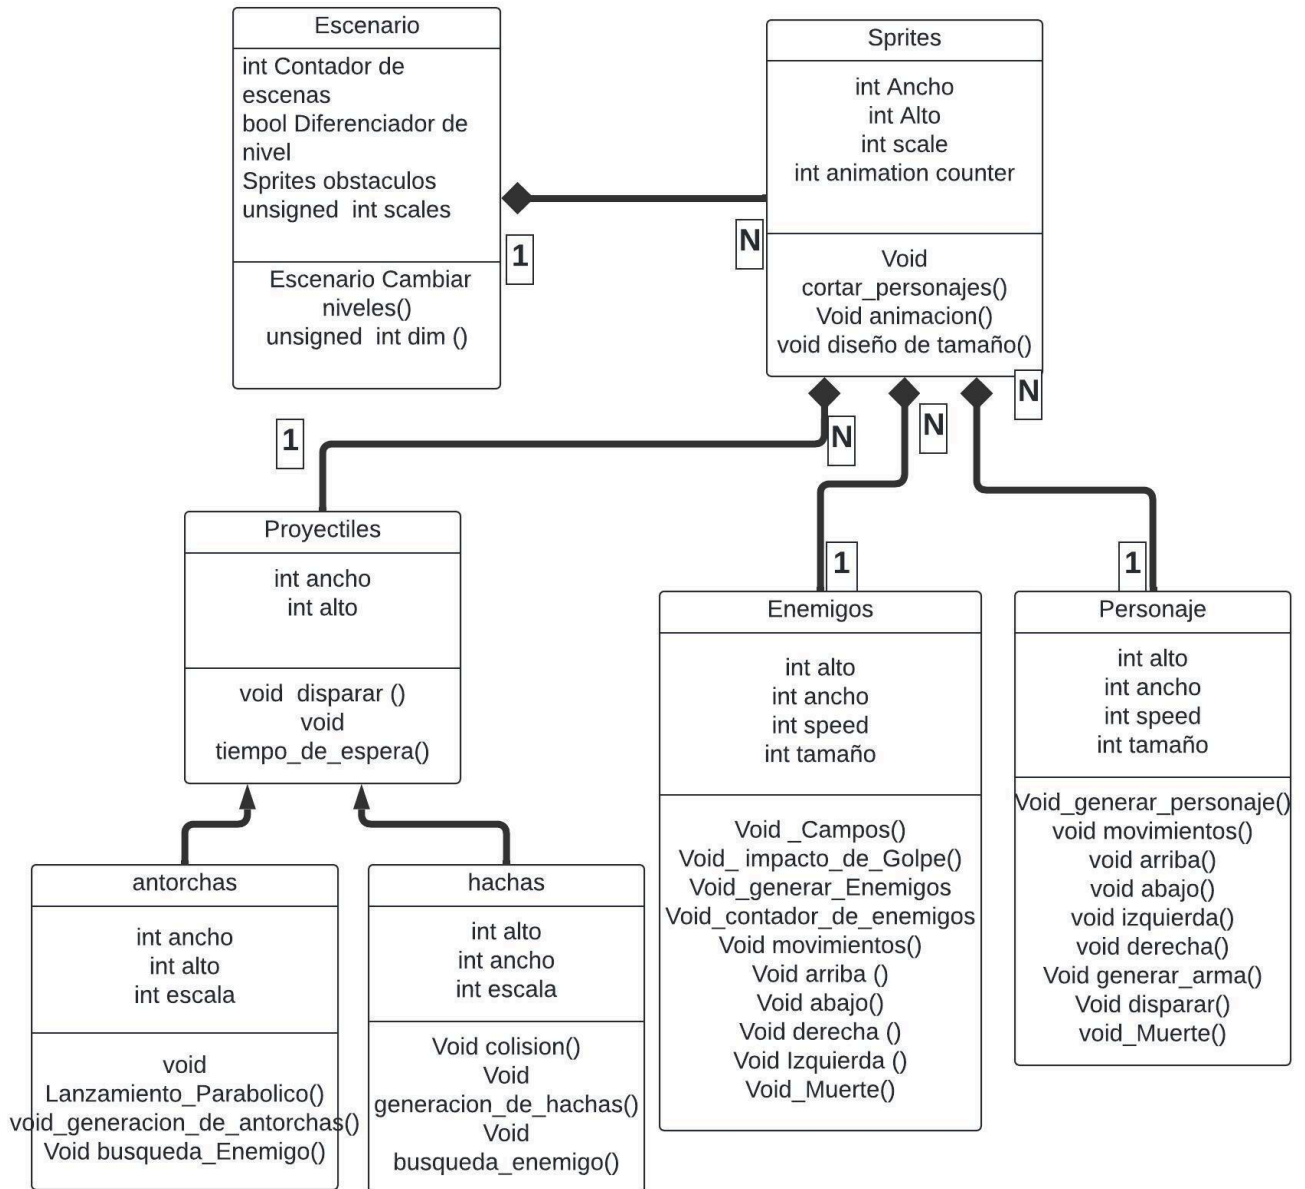 Escenario
int Contador de
escenas
bool Diferenciador de
nivel
Sprites obstaculos
unsigned  int scales
Escenario Cambiar
niveles()
unsigned  int dim ()
Sprites
int Ancho
int Alto
int scale
int animation counter
Void
cortar_personajes()
Void animacion()
void diseño de tamaño()
1
N
1
N
N
N
1
1
Proyectiles
int ancho
int alto
void  disparar ()
void
tiempo_de_espera()
Enemigos
int alto
int ancho
int speed
int tamaño
Void _Campos()
Void_ impacto_de_Golpe()
Void_generar_Enemigos
Void_contador_de_enemigos
Void movimientos()
Void arriba ()
Void abajo()
Void derecha ()
Void Izquierda ()
Void_Muerte()
Personaje
int alto
int ancho
int speed
int tamaño
Void_generar_personaje()
void movimientos()
void arriba()
void abajo()
void izquierda()
void derecha()
Void generar_arma()
Void disparar()
void_Muerte()
antorchas
int ancho
int alto
int escala
void
Lanzamiento_Parabolico()
void_generacion_de_antorchas()
Void busqueda_Enemigo()
hachas
int alto
int ancho
int escala
Void colision()
Void
generacion_de_hachas()
Void
busqueda_enemigo()